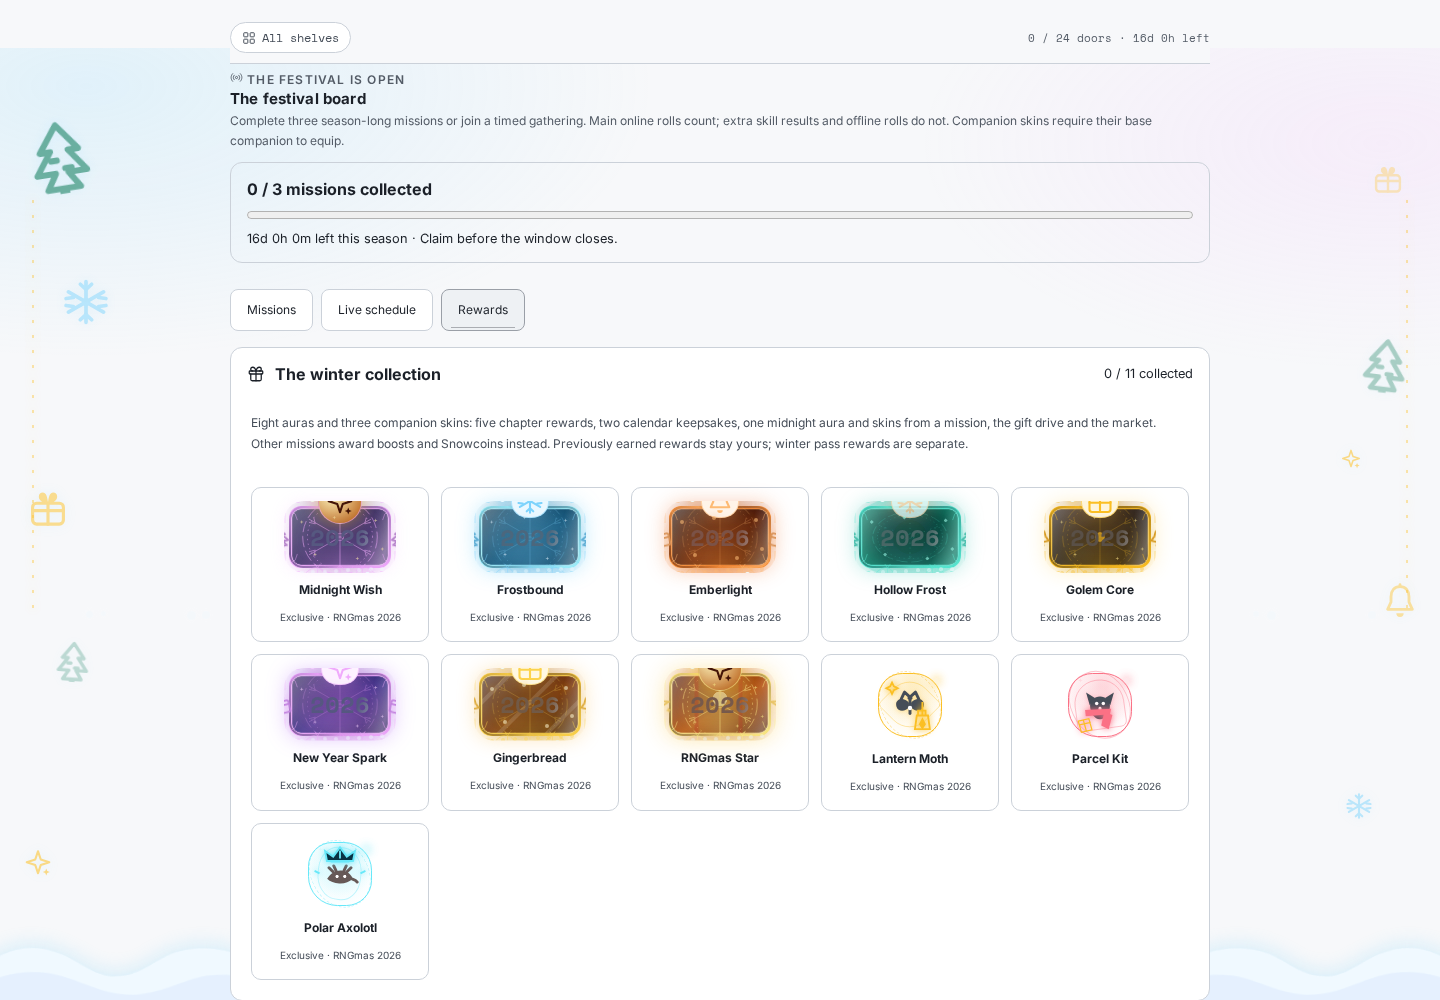 All shelves
0 / 24 doors · 16d 0h left
THE FESTIVAL IS OPEN
The festival board
Complete three season-long missions or join a timed gathering. Main online rolls count; extra skill results and offline rolls do not. Companion skins require their base
companion to equip.
0 / 3 missions collected
16d 0h 0m left this season · Claim before the window closes.
Missions
Live schedule
Rewards
The winter collection
0 / 11 collected
Eight auras and three companion skins: five chapter rewards, two calendar keepsakes, one midnight aura and skins from a mission, the gift drive and the market.
Other missions award boosts and Snowcoins instead. Previously earned rewards stay yours; winter pass rewards are separate.
2026
2026
2026
2026
2026
Midnight Wish
Frostbound
Emberlight
Hollow Frost
Golem Core
Exclusive · RNGmas 2026
Exclusive · RNGmas 2026
Exclusive · RNGmas 2026
Exclusive · RNGmas 2026
Exclusive · RNGmas 2026
2026
2026
2026
New Year Spark
Gingerbread
RNGmas Star
Lantern Moth
Parcel Kit
Exclusive · RNGmas 2026
Exclusive · RNGmas 2026
Exclusive · RNGmas 2026
Exclusive · RNGmas 2026
Exclusive · RNGmas 2026
Polar Axolotl
Exclusive · RNGmas 2026